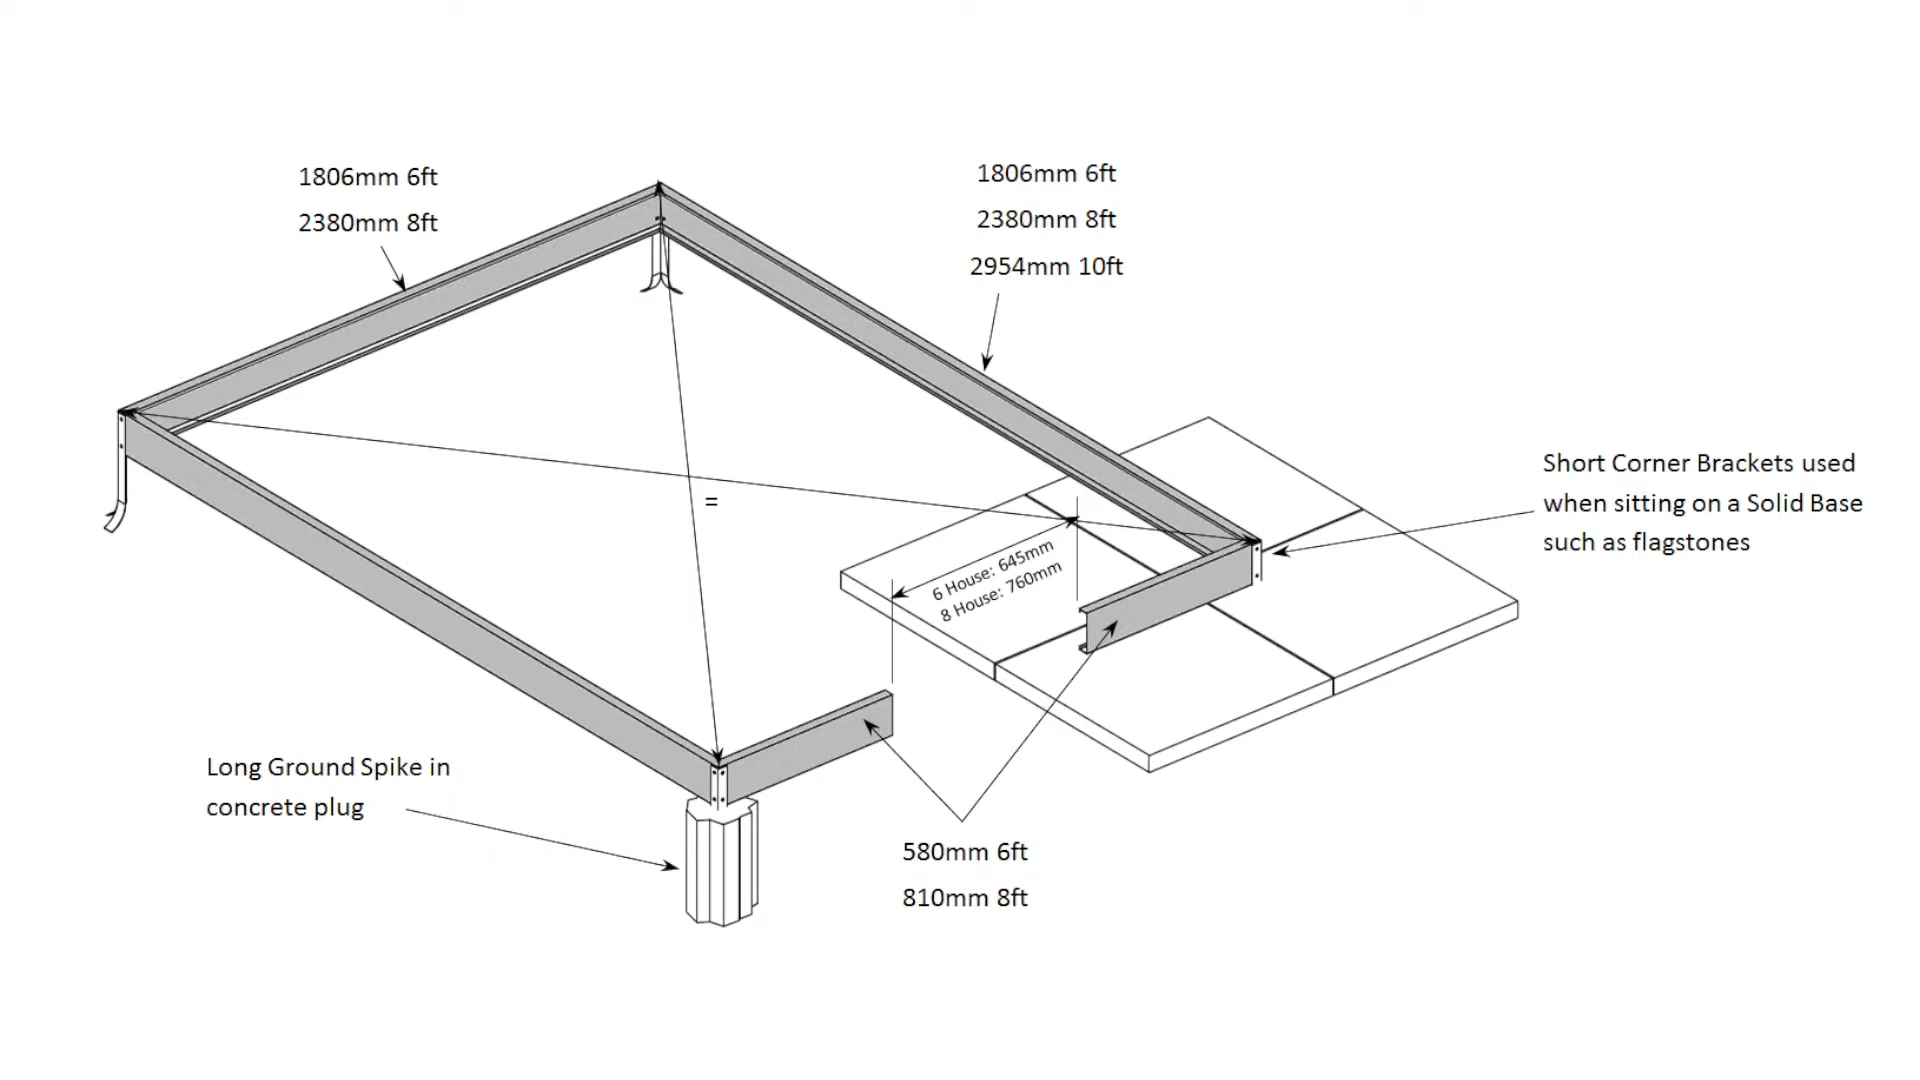 1806mm 6ft
2380mm 8ft
1806mm 6ft
2380mm 8ft
2954mm 10ft
Short Corner Brackets used
when sitting on a Solid Base
such as flagstones
=
6 House: 645mm
8 House: 760mm
Long Ground Spike in
concrete plug
580mm 6ft
810mm 8ft